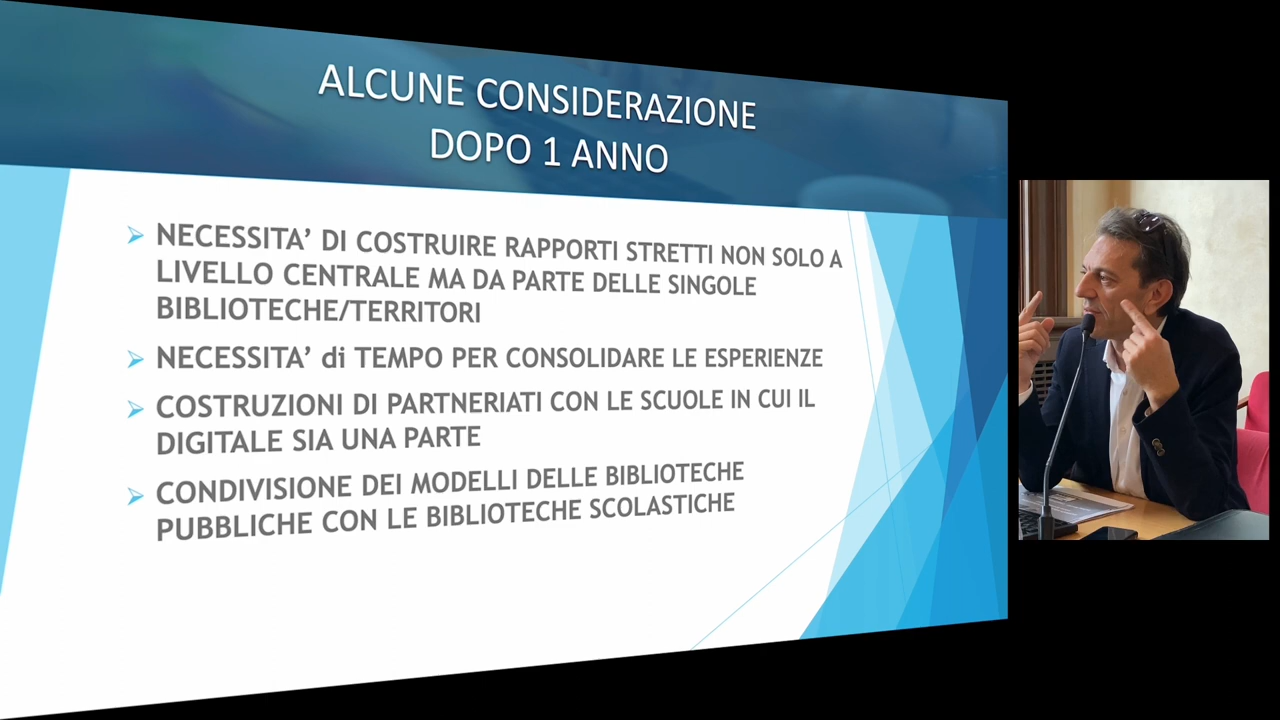 ALCUNE CONSIDERAZIONE
DOPO 1 ANNO
NECESSITA’ DI COSTRUIRE RAPPORTI STRETTI NON SOLO A
LIVELLO CENTRALE MA DA PARTE DELLE SINGOLE
BIBLIOTECHE/TERRITORI
NECESSITA’ di TEMPO PER CONSOLIDARE LE ESPERIENZE
COSTRUZIONI DI PARTNERIATI CON LE SCUOLE IN CUI IL
DIGITALE SIA UNA PARTE
CONDIVISIONE DEI MODELLI DELLE BIBLIOTECHE
PUBBLICHE CON LE BIBLIOTECHE SCOLASTICHE